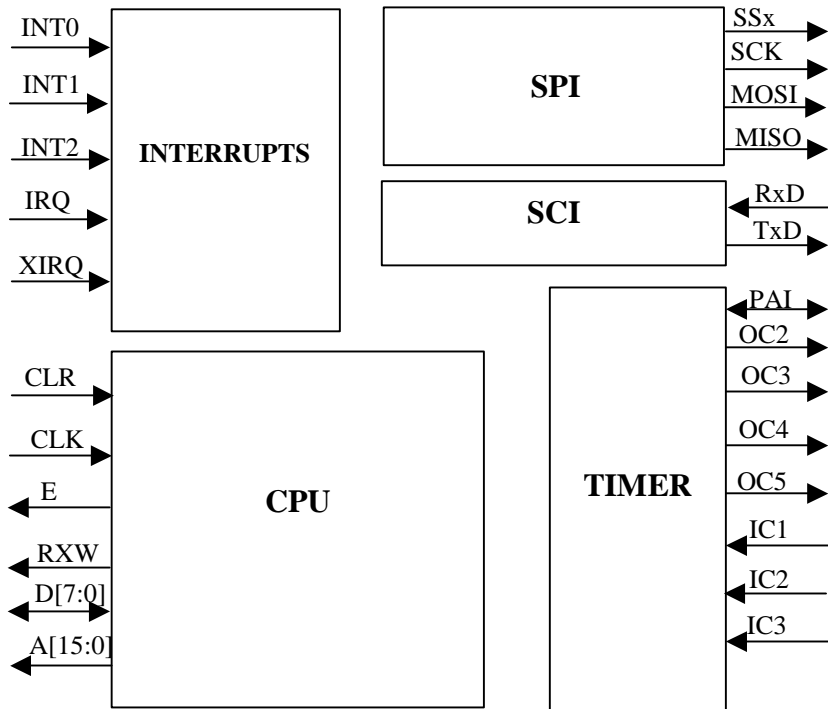 INT0
INT1
INT2
IRQ
XIRQ
INTERRUPTS
SPI
SSx
SCK
MOSI
MISO
SCI
RxD
TxD
CLR
CLK
E
RXW
D[7:0]
A[15:0]
CPU
TIMER
PAI
OC2
OC3
OC4
OC5
IC1
IC2
IC3